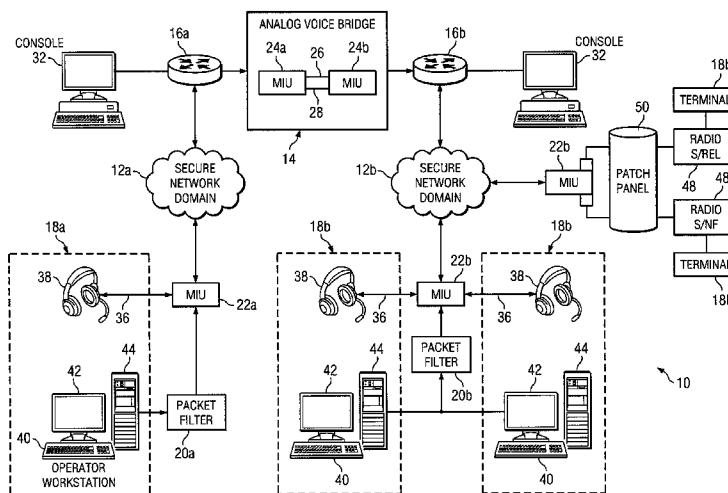 ANALOG VOICE BRIDGE
16a
24a
26
24b
16b
CONSOLE
32
MIU
MIU
28
14
CONSOLE
32
18b
TERMINAL
50
22b
12a
SECURE
NETWORK
DOMAIN
12b
SECURE
NETWORK
DOMAIN
MIU
PATCH
PANEL
RADIO
S/REL
48
48
RADIO
S/NF
TERMINAL
18b
18a
18b
22b
18b
38
MIU
22a
36
38
MIU
38
36
36
44
42
PACKET
FILTER
20a
40
OPERATOR
WORKSTATION
44
42
PACKET
FILTER
20b
40
42
44
40
10